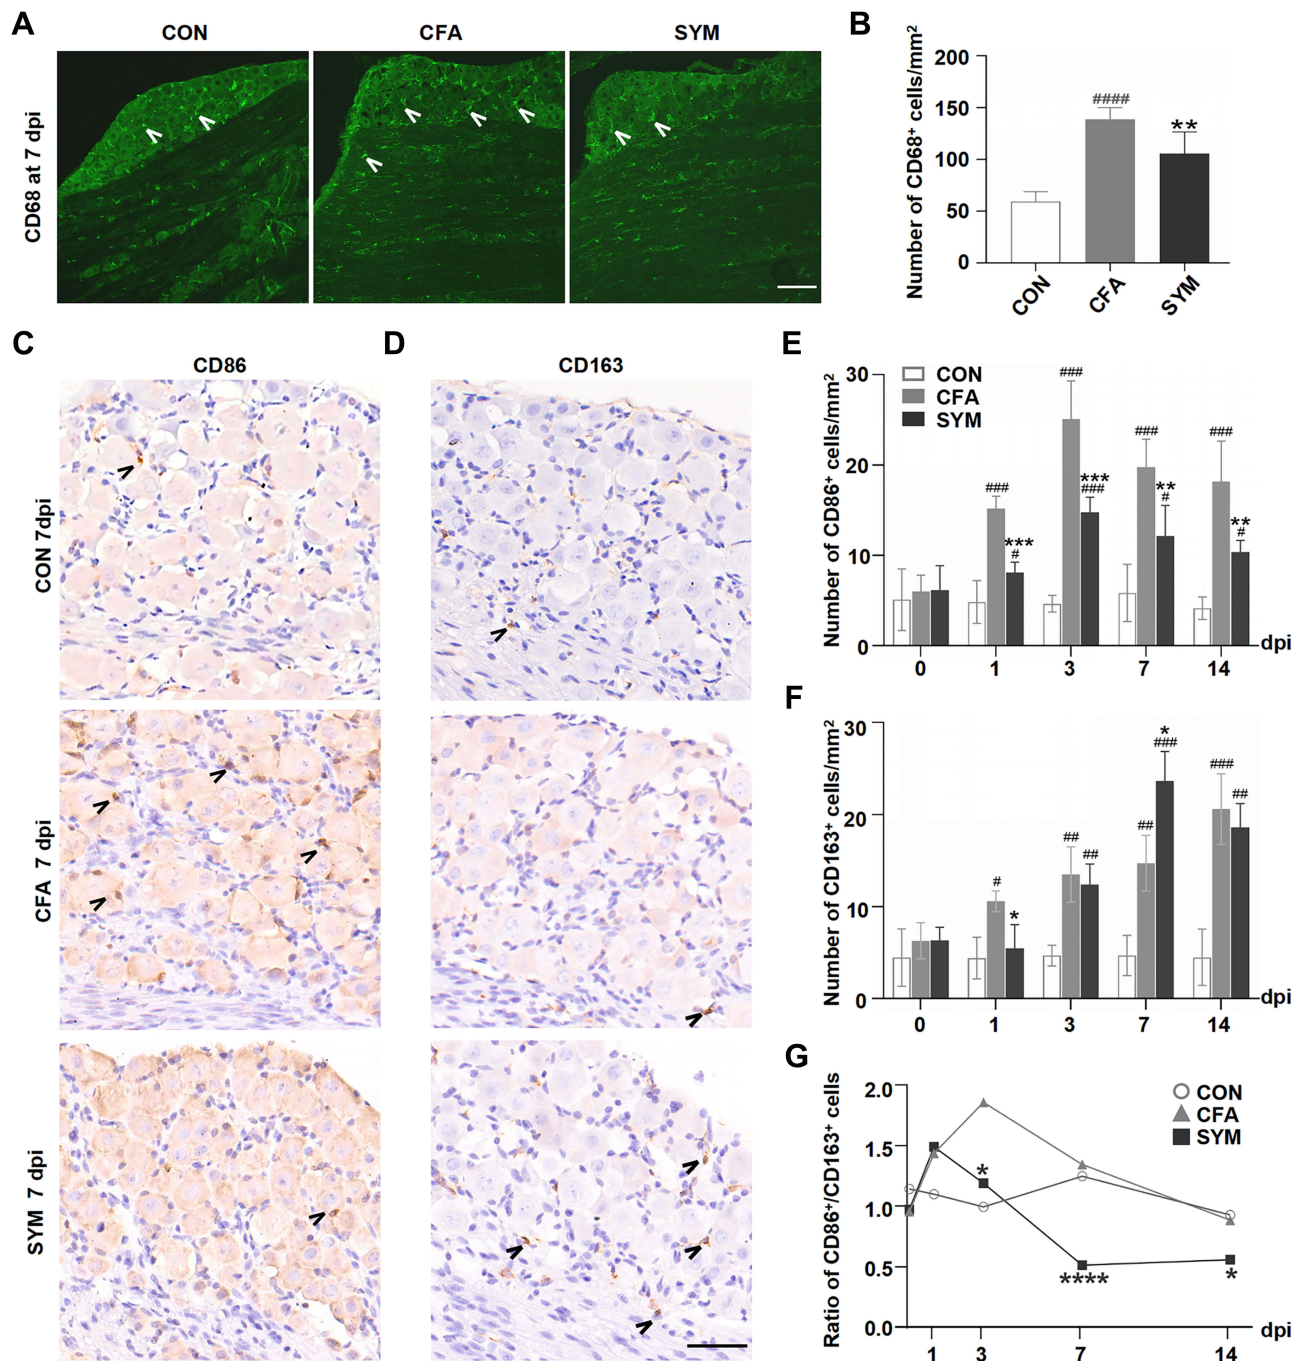 A
CON
CFA
SYM
CD68 at 7 dpi
B
Number of CD68⁺ cells/mm²
200
150
100
50
0
####
**
CON
CFA
SYM
C
CD86
CON 7dpi
CFA 7 dpi
SYM 7 dpi
D
CD163
E
Number of CD86⁺ cells/mm²
30
20
10
0
CON
CFA
SYM
###
***
#
###
***
###
###
**
#
###
**
#
0
1
3
7
14
dpi
F
Number of CD163⁺ cells/mm²
30
20
10
0
#
*
##
##
##
*
###
###
##
0
1
3
7
14
dpi
G
Ratio of CD86⁺/CD163⁺ cells
2.0
1.5
1.0
0.5
0.0
CON
CFA
SYM
*
****
*
1
3
7
14
dpi